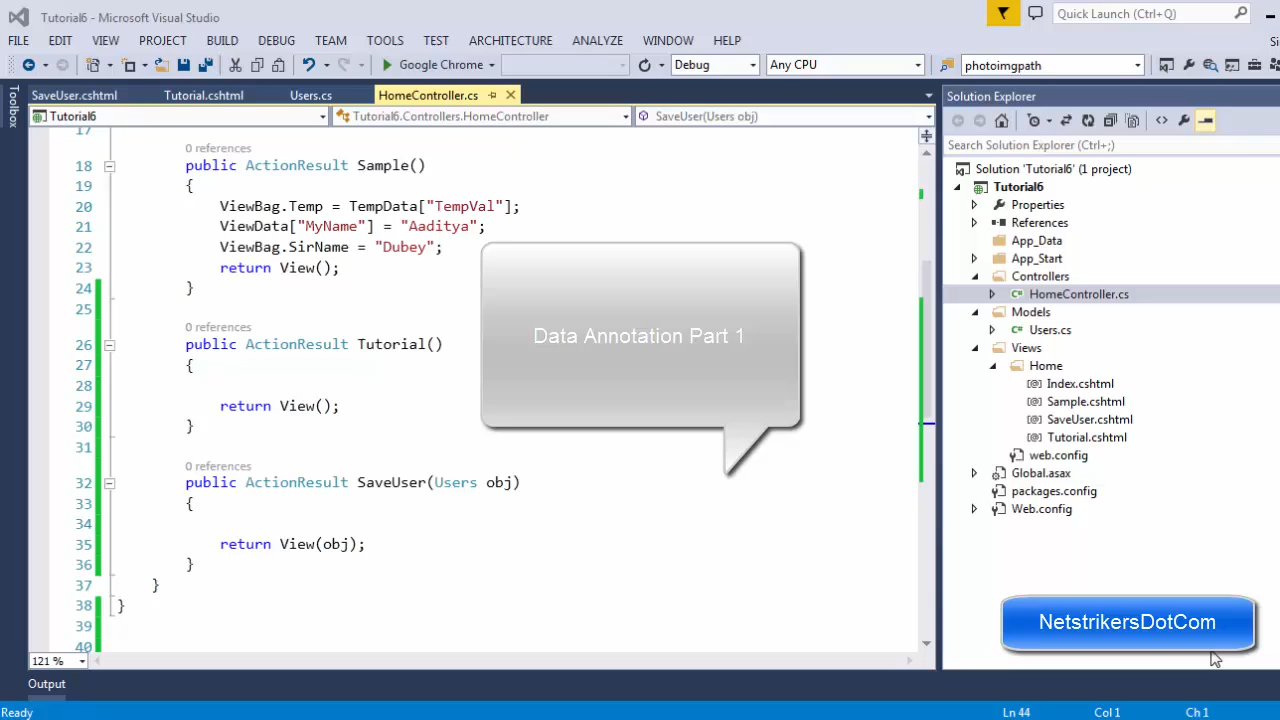 Tutorial6 - Microsoft Visual Studio
Quick Launch (Ctrl+Q)
FILE EDIT VIEW PROJECT BUILD DEBUG TEAM TOOLS TEST ARCHITECTURE ANALYZE WINDOW HELP
Si
Google Chrome
Debug
Any CPU
photoimgpath
Toolbox
SaveUser.cshtml Tutorial.cshtml Users.cs HomeController.cs
Tutorial6
Tutorial6.Controllers.HomeController
SaveUser(Users obj)
17
0 references
18 public ActionResult Sample()
19 {
20 ViewBag.Temp = TempData["TempVal"];
21 ViewData["MyName"] = "Aaditya";
22 ViewBag.SirName = "Dubey";
23 return View();
24 }
25
0 references
26 public ActionResult Tutorial()
27 {
28
29 return View();
30 }
31
0 references
32 public ActionResult SaveUser(Users obj)
33 {
34
35 return View(obj);
36 }
37 }
38 }
39
40
121 %
Data Annotation Part 1
Solution Explorer
Search Solution Explorer (Ctrl+;)
Solution 'Tutorial6' (1 project)
Tutorial6
Properties
References
App_Data
App_Start
Controllers
HomeController.cs
Models
Users.cs
Views
Home
Index.cshtml
Sample.cshtml
SaveUser.cshtml
Tutorial.cshtml
web.config
Global.asax
packages.config
Web.config
NetstrikersDotCom
Output
Ready
Ln 44
Col 1
Ch 1